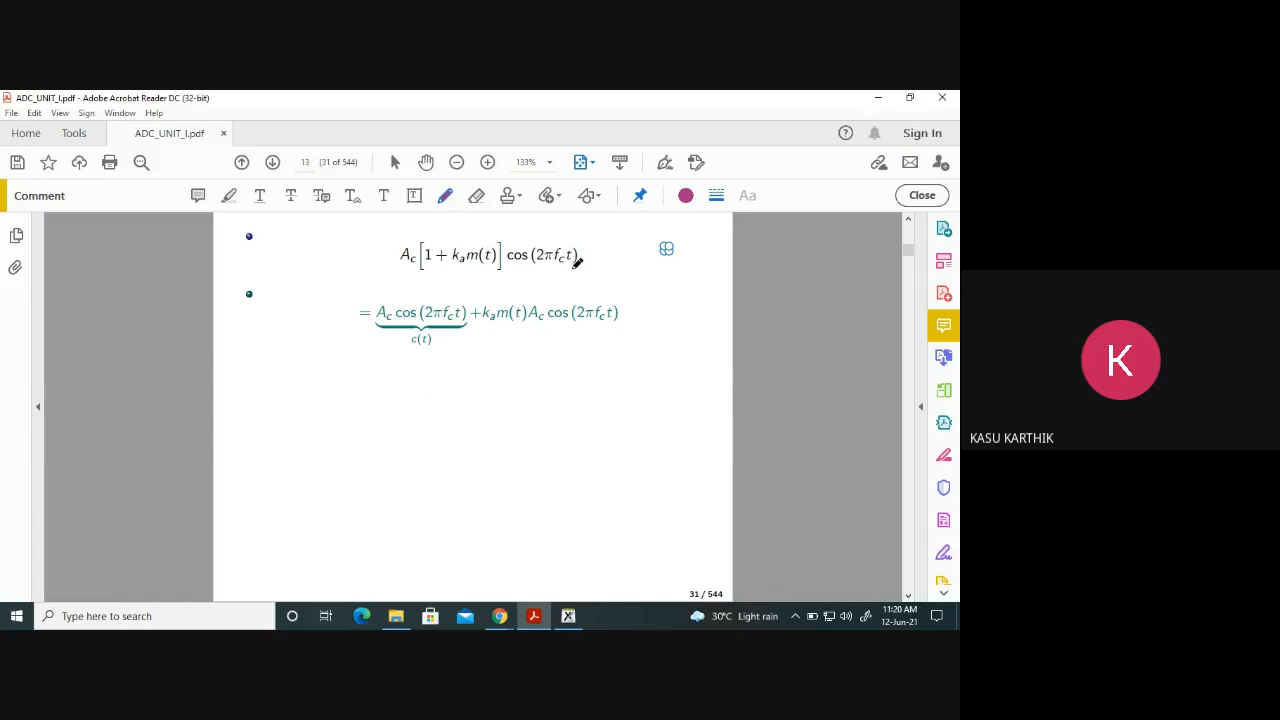 ADC_UNIT_I.pdf - Adobe Acrobat Reader DC (32-bit)
File Edit View Sign Window Help
Home Tools ADC_UNIT_I.pdf × Sign In
13 (31 of 544) 133%
Comment Aa Close
A_c[1 + k_a m(t)] cos (2πf_c t)
= A_c cos (2πf_c t) + k_a m(t)A_c cos (2πf_c t)
c(t)
31 / 544
K
KASU KARTHIK
Type here to search 30°C Light rain 11:20 AM
12-Jun-21